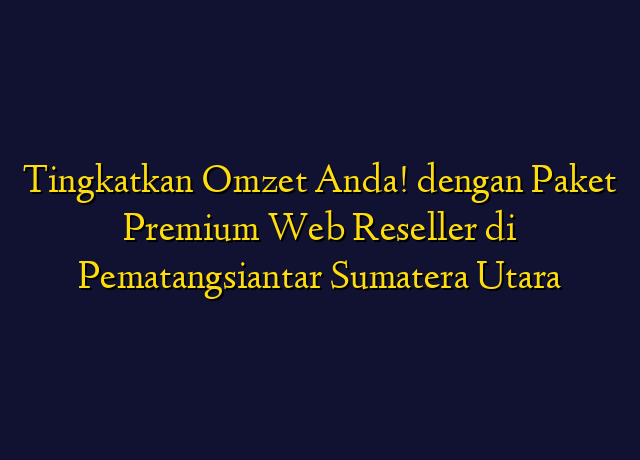 Tingkatkan Omzet Anda! dengan Paket
Premium Web Reseller di
Pematangsiantar Sumatera Utara